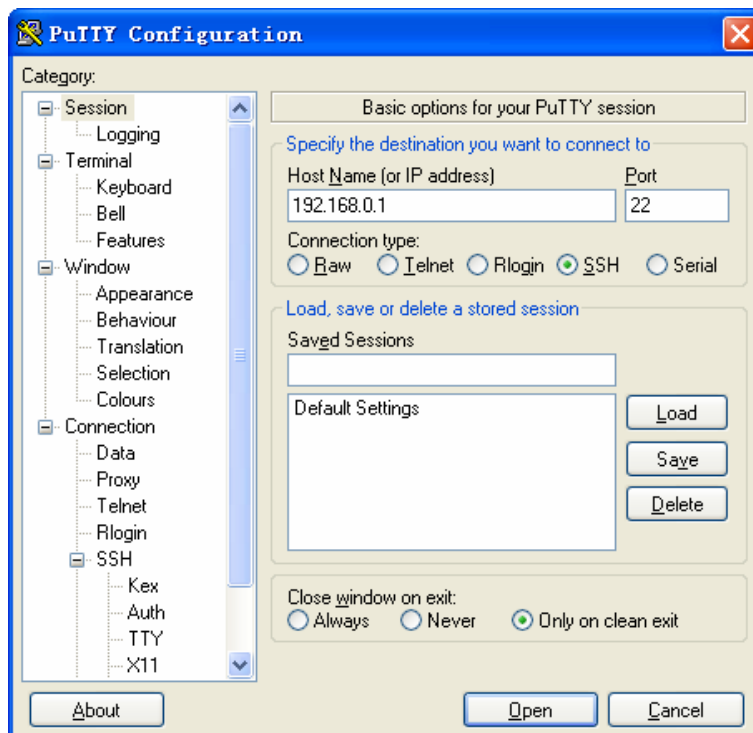 PuTTY Configuration
Category:
Session
Logging
Terminal
Keyboard
Bell
Features
Window
Appearance
Behaviour
Translation
Selection
Colours
Connection
Data
Proxy
Telnet
Rlogin
SSH
Kex
Auth
TTY
X11
Basic options for your PuTTY session
Specify the destination you want to connect to
Host Name (or IP address) Port
192.168.0.1 22
Connection type:
Raw Telnet Rlogin SSH Serial
Load, save or delete a stored session
Saved Sessions
Default Settings
Load
Save
Delete
Close window on exit:
Always Never Only on clean exit
About Open Cancel